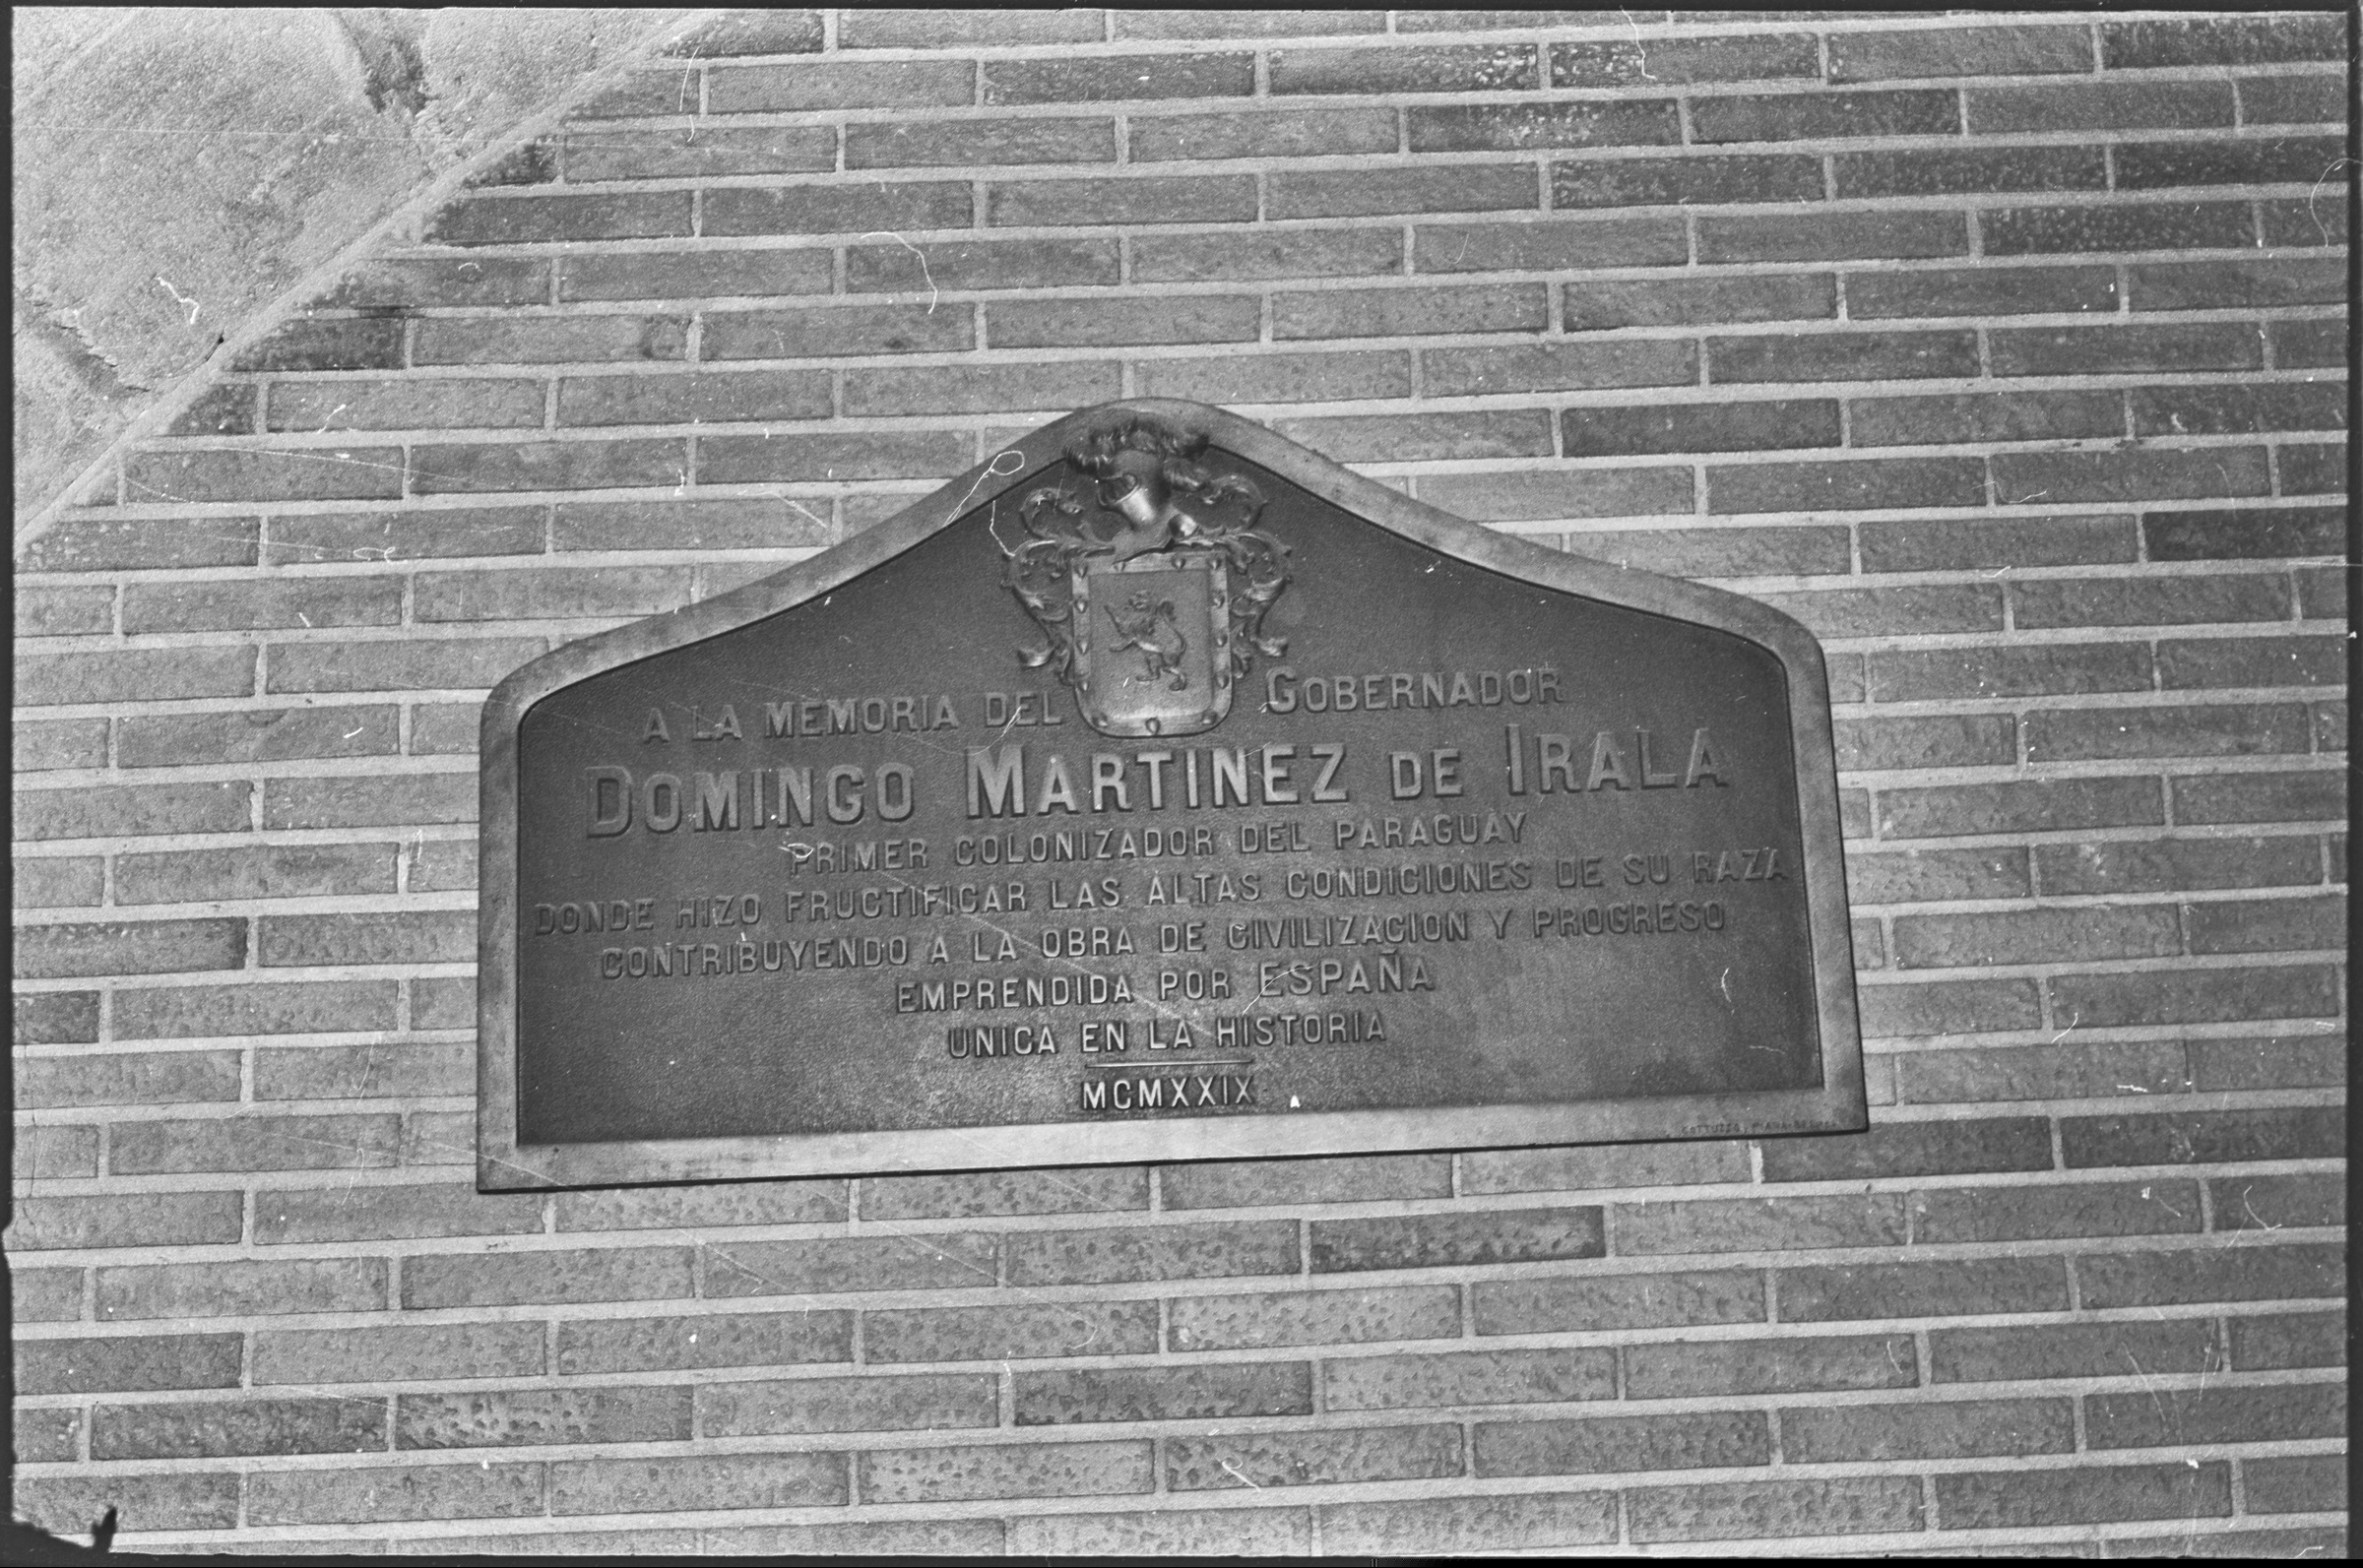 A LA MEMORIA DEL GOBERNADOR
DOMINGO MARTINEZ DE IRALA
PRIMER COLONIZADOR DEL PARAGUAY
DONDE HIZO FRUCTIFICAR LAS ALTAS CONDICIONES DE SU RAZA
CONTRIBUYENDO A LA OBRA DE CIVILIZACION Y PROGRESO
EMPRENDIDA POR ESPAÑA
UNICA EN LA HISTORIA
MCMXXIX